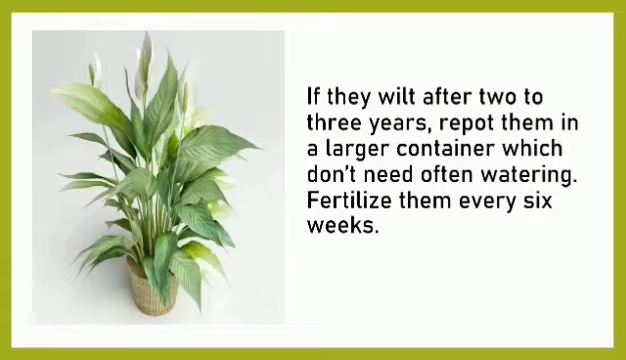 If they wilt after two to
three years, repot them in
a larger container which
don't need often watering.
Fertilize them every six
weeks.